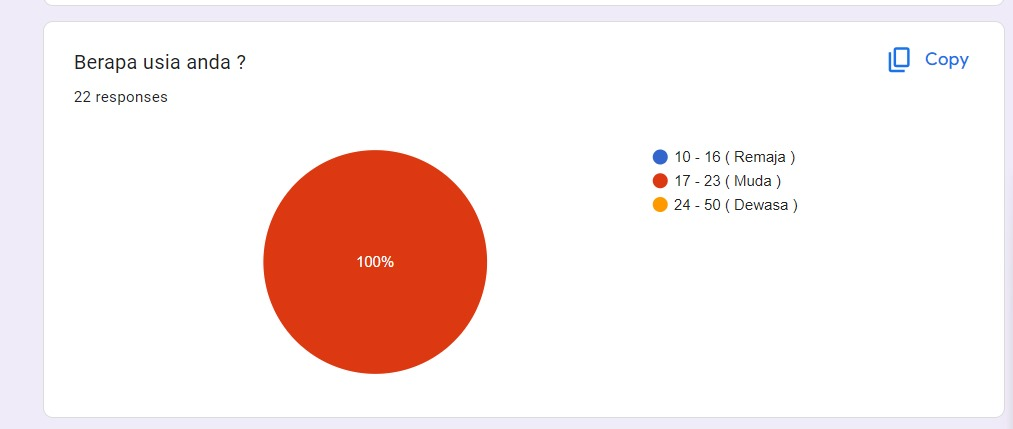 Berapa usia anda ?
Copy
22 responses
10 - 16 ( Remaja )
17 - 23 ( Muda )
24 - 50 ( Dewasa )
100%